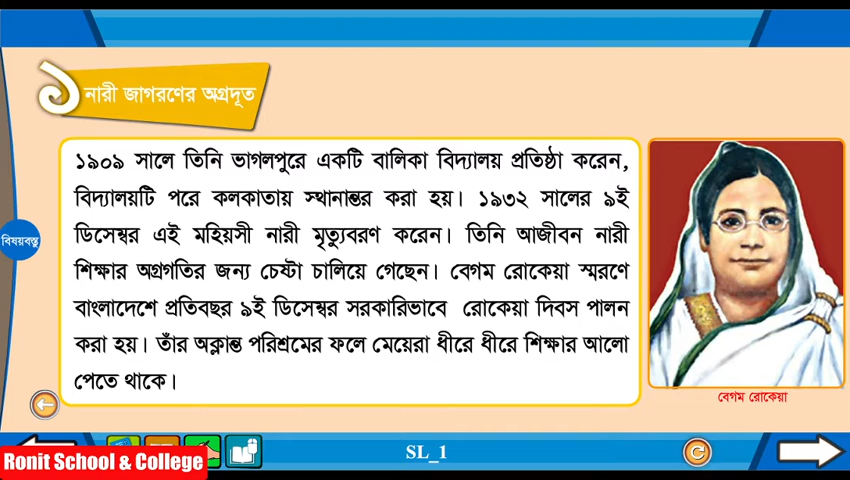 ১
নারী জাগরণের অগ্রদূত
১৯০৯ সালে তিনি ভাগলপুরে একটি বালিকা বিদ্যালয় প্রতিষ্ঠা করেন,
বিদ্যালয়টি পরে কলকাতায় স্থানান্তর করা হয়। ১৯৩২ সালের ৯ই
ডিসেম্বর এই মহিয়সী নারী মৃত্যুবরণ করেন। তিনি আজীবন নারী
শিক্ষার অগ্রগতির জন্য চেষ্টা চালিয়ে গেছেন। বেগম রোকেয়া স্মরণে
বাংলাদেশে প্রতিবছর ৯ই ডিসেম্বর সরকারিভাবে রোকেয়া দিবস পালন
করা হয়। তাঁর অক্লান্ত পরিশ্রমের ফলে মেয়েরা ধীরে ধীরে শিক্ষার আলো
পেতে থাকে।
বিষয়বস্তু
বেগম রোকেয়া
SL_1
Ronit School & College